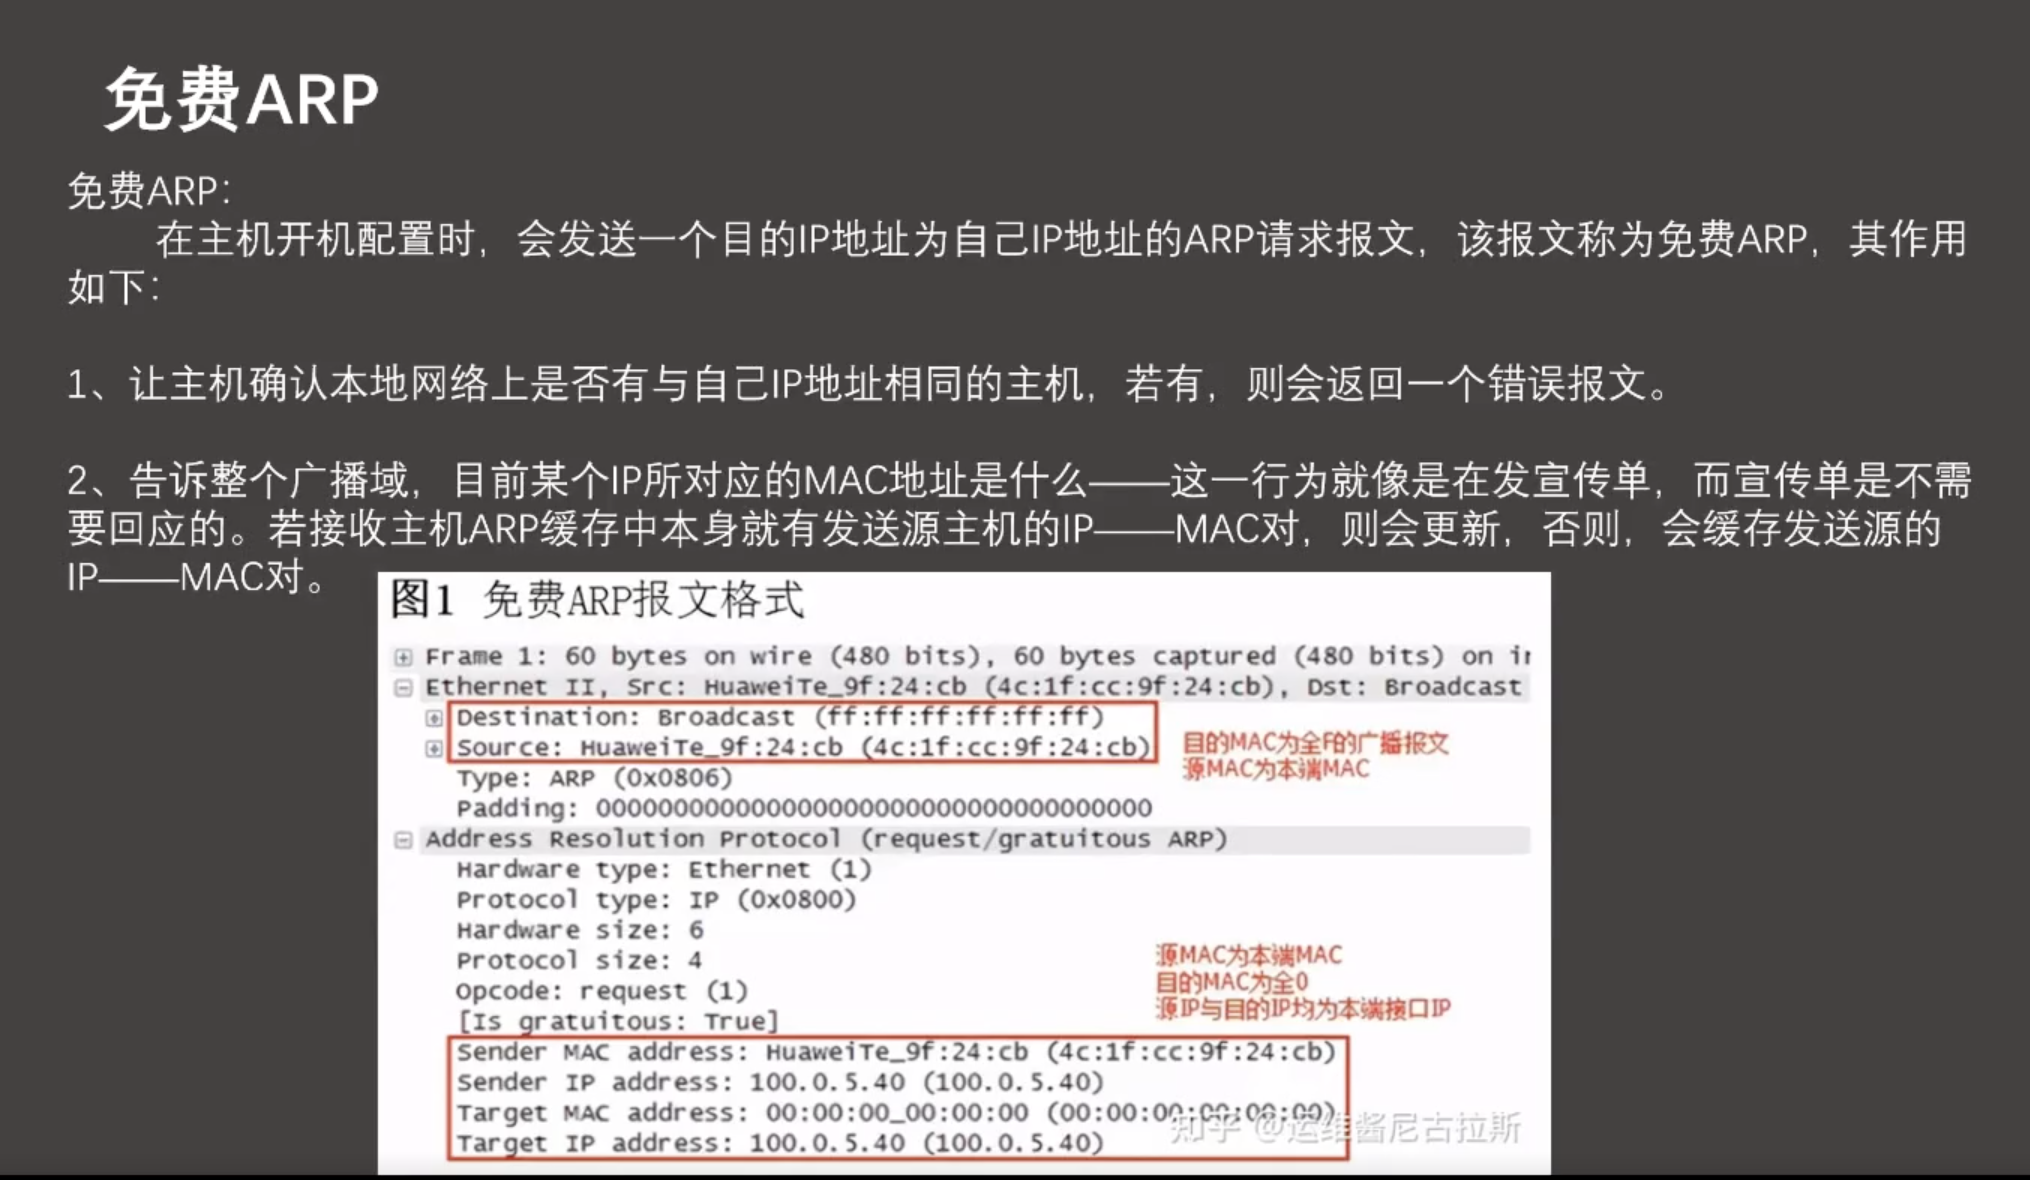 免费ARP
免费ARP：
在主机开机配置时，会发送一个目的IP地址为自己IP地址的ARP请求报文，该报文称为免费ARP，其作用
如下：
1、让主机确认本地网络上是否有与自己IP地址相同的主机，若有，则会返回一个错误报文。
2、告诉整个广播域，目前某个IP所对应的MAC地址是什么——这一行为就像是在发宣传单，而宣传单是不需
要回应的。若接收主机ARP缓存中本身就有发送源主机的IP——MAC对，则会更新，否则，会缓存发送源的
IP——MAC对。
图1 免费ARP报文格式
Frame 1: 60 bytes on wire (480 bits), 60 bytes captured (480 bits) on in
Ethernet II, Src: HuaweiTe_9f:24:cb (4c:1f:cc:9f:24:cb), Dst: Broadcast
Destination: Broadcast (ff:ff:ff:ff:ff:ff)
Source: HuaweiTe_9f:24:cb (4c:1f:cc:9f:24:cb)
目的MAC为全F的广播报文
源MAC为本端MAC
Type: ARP (0x0806)
Padding: 000000000000000000000000000000000000
Address Resolution Protocol (request/gratuitous ARP)
Hardware type: Ethernet (1)
Protocol type: IP (0x0800)
Hardware size: 6
Protocol size: 4
Opcode: request (1)
[Is gratuitous: True]
源MAC为本端MAC
目的MAC为全0
源IP与目的IP均为本端接口IP
Sender MAC address: HuaweiTe_9f:24:cb (4c:1f:cc:9f:24:cb)
Sender IP address: 100.0.5.40 (100.0.5.40)
Target MAC address: 00:00:00_00:00:00 (00:00:00:00:00:00)
Target IP address: 100.0.5.40 (100.0.5.40)
知乎 @运维酱尼古拉斯